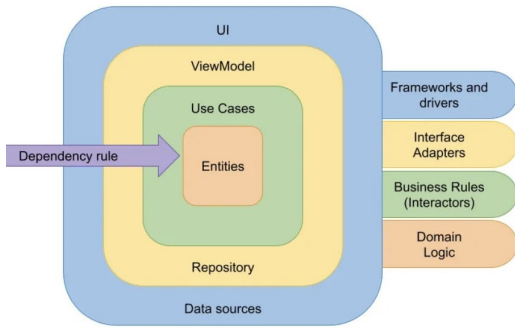 UI
ViewModel
Use Cases
Entities
Dependency rule
Repository
Data sources
Frameworks and
drivers
Interface
Adapters
Business Rules
(Interactors)
Domain
Logic